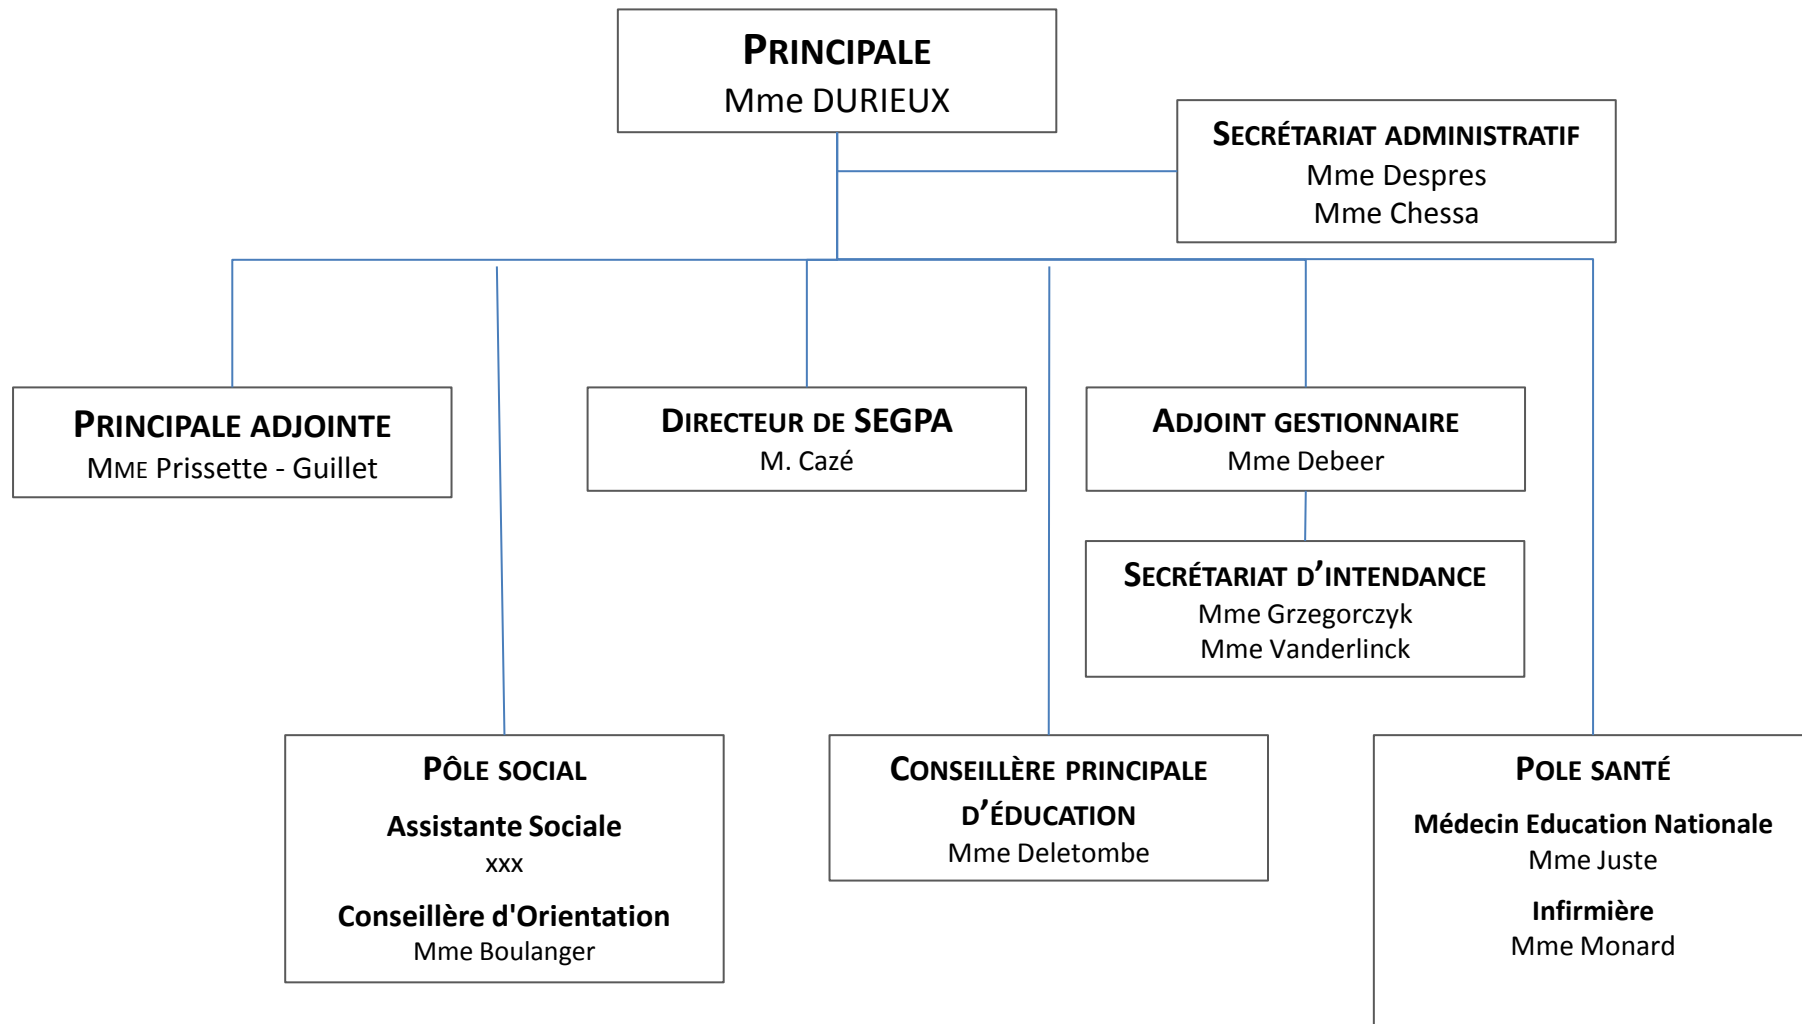 PRINCIPALE
Mme DURIEUX
SECRÉTARIAT ADMINISTRATIF
Mme Despres
Mme Chessa
PRINCIPALE ADJOINTE
MME Prissette - Guillet
DIRECTEUR DE SEGPA
M. Cazé
ADJOINT GESTIONNAIRE
Mme Debeer
SECRÉTARIAT D’INTENDANCE
Mme Grzegorczyk
Mme Vanderlinck
PÔLE SOCIAL
Assistante Sociale
xxx
Conseillère d'Orientation
Mme Boulanger
CONSEILLÈRE PRINCIPALE
D’ÉDUCATION
Mme Deletombe
POLE SANTÉ
Médecin Education Nationale
Mme Juste
Infirmière
Mme Monard